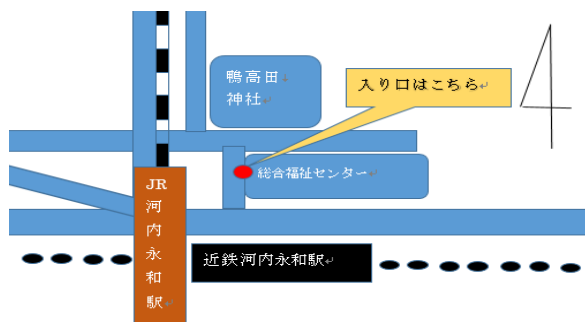 鴨高田
神社
入り口はこちら
総合福祉センター
JR
河
内
永
和
駅
近鉄河内永和駅